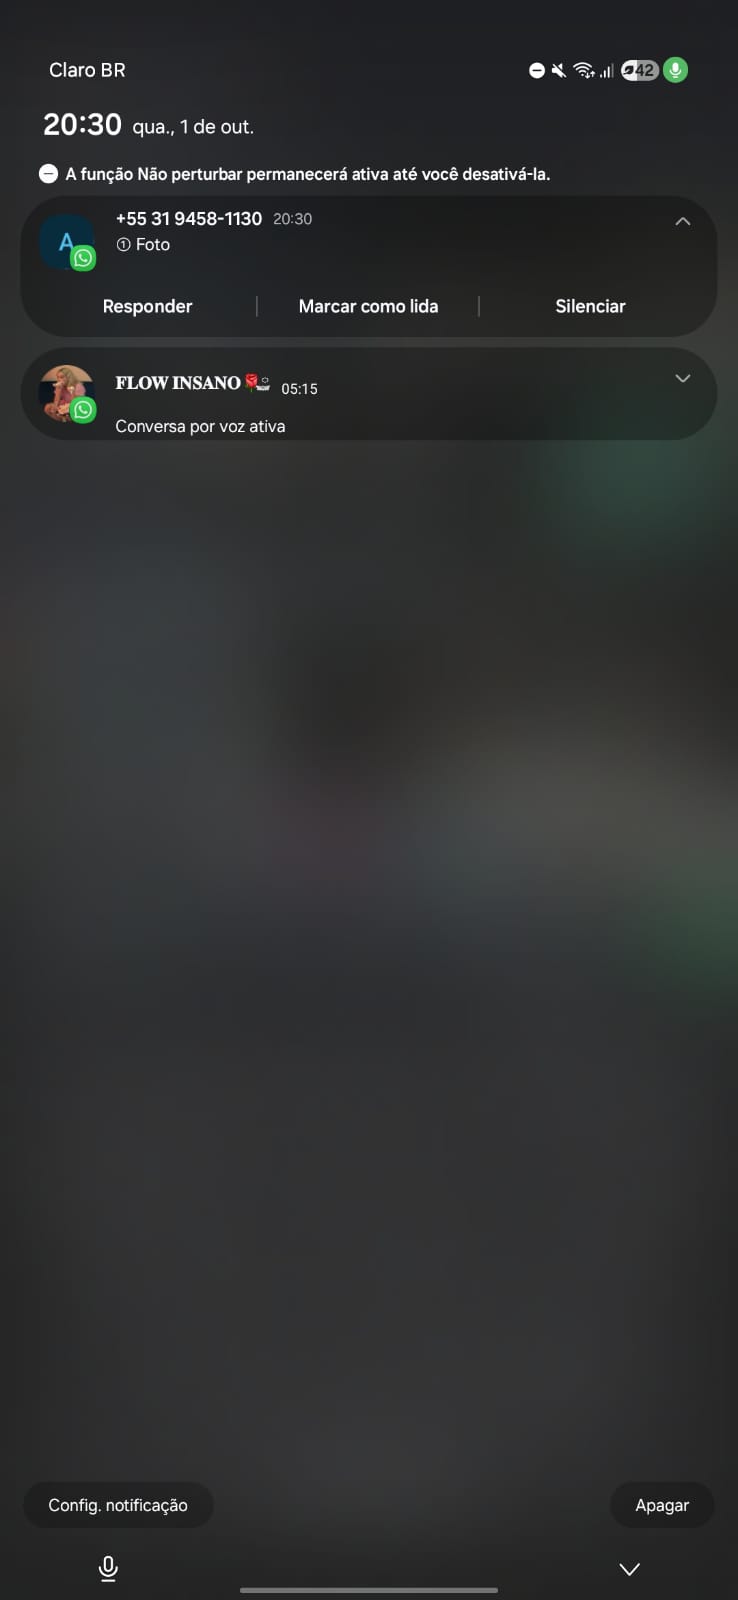 Claro BR
42
20:30 qua., 1 de out.
A função Não perturbar permanecerá ativa até você desativá-la.
A
+55 31 9458-1130 20:30
① Foto
Responder | Marcar como lida | Silenciar
𝐅𝐋𝐎𝐖 𝐈𝐍𝐒𝐀𝐍𝐎🌹 05:15
Conversa por voz ativa
Config. notificação
Apagar